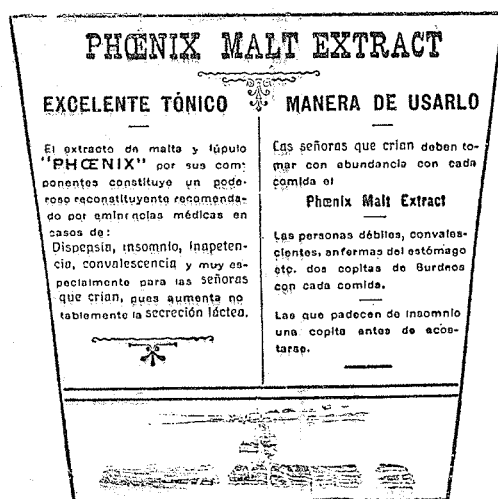 PHŒNIX MALT EXTRACT
EXCELENTE TÓNICO
El extracto de malta y lúpulo
"PHŒNIX" por sus com-
ponentes constituye un pode-
roso reconstituyente recomenda-
do por eminencias médicas en
casos de:
Dispepsia, insomnio, inapeten-
cia, convalescencia y muy es-
pecialmente para las señoras
que crian, pues aumenta no
tablemente la secreción láctea.
MANERA DE USARLO
Las señoras que crian deben to-
mar con abundancia con cada
comida el
Phœnix Malt Extract
Las personas débiles, convales-
cientes, enfermas del estómago
etc. dos copitas de Burdeos
con cada comida.
Las que padecen de insomnio
una copita antes de acos-
tarse.